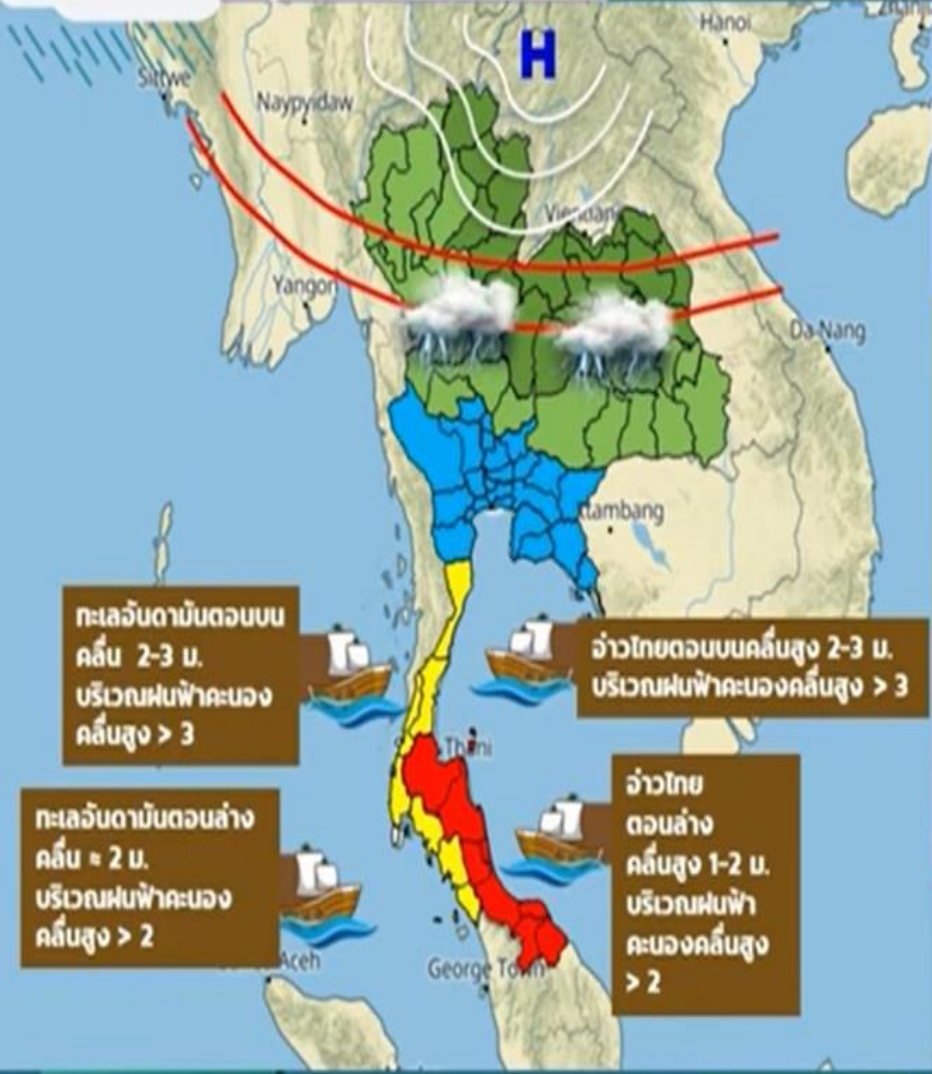 Hanoi
H
Sittwe
Naypyidaw
Yangon
Da Nang
ทะเลอันดามันตอนบน
คลื่น 2-3 ม.
บริเวณฝนฟ้าคะนอง
คลื่นสูง > 3
อ่าวไทยตอนบนคลื่นสูง 2-3 ม.
บริเวณฝนฟ้าคะนองคลื่นสูง > 3
ทะเลอันดามันตอนล่าง
คลื่น ≈ 2 ม.
บริเวณฝนฟ้าคะนอง
คลื่นสูง > 2
อ่าวไทย
ตอนล่าง
คลื่นสูง 1-2 ม.
บริเวณฝนฟ้า
คะนองคลื่นสูง
> 2
Aceh
George Town